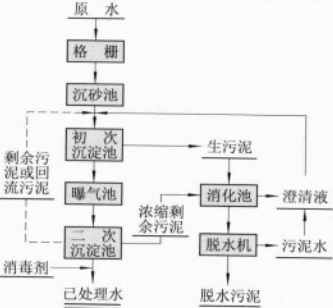 原 水
格 栅
沉砂池
初 次
沉淀池
剩余污
泥或回
流污泥
生污泥
曝气池
浓缩剩
余污泥
消化池
澄清液
二 次
沉淀池
脱水机
污泥水
消毒剂
已处理水
脱水污泥